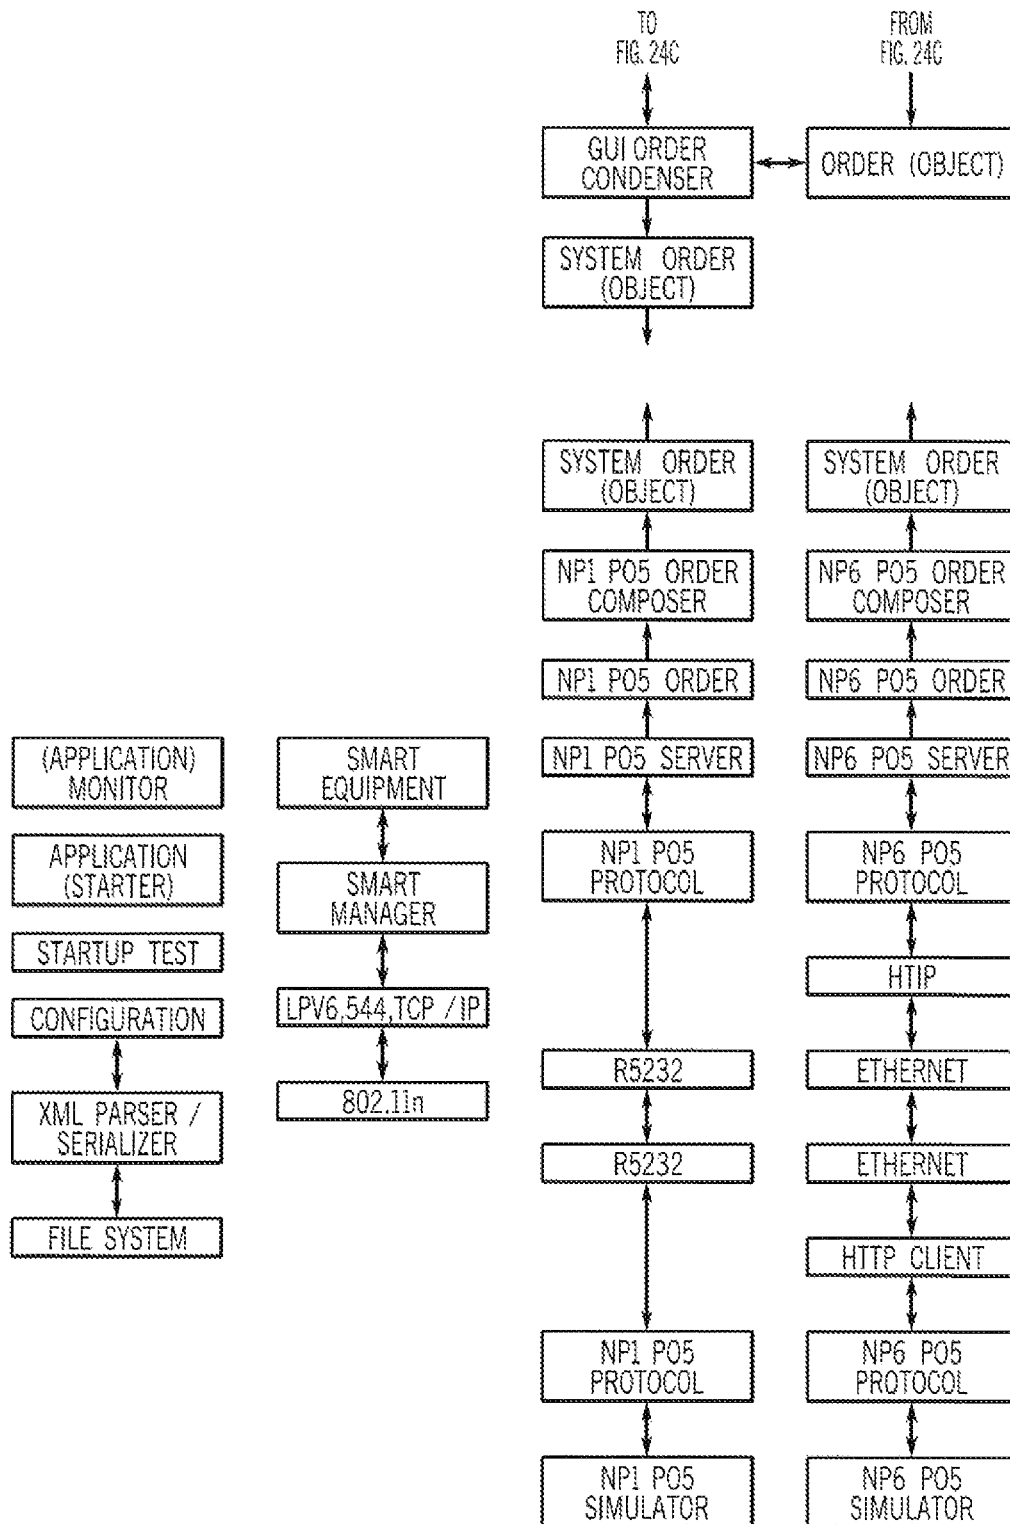 TO
FIG. 24C
FROM
FIG. 24C
GUI ORDER
CONDENSER
ORDER (OBJECT)
SYSTEM ORDER
(OBJECT)
SYSTEM ORDER
(OBJECT)
SYSTEM ORDER
(OBJECT)
NP1 PO5 ORDER
COMPOSER
NP6 PO5 ORDER
COMPOSER
NP1 PO5 ORDER
NP6 PO5 ORDER
(APPLICATION)
MONITOR
SMART
EQUIPMENT
NP1 PO5 SERVER
NP6 PO5 SERVER
APPLICATION
(STARTER)
SMART
MANAGER
NP1 PO5
PROTOCOL
NP6 PO5
PROTOCOL
STARTUP TEST
HTIP
CONFIGURATION
LPV6,544,TCP / IP
R5232
ETHERNET
XML PARSER /
SERIALIZER
802.11n
R5232
ETHERNET
FILE SYSTEM
HTTP CLIENT
NP1 PO5
PROTOCOL
NP6 PO5
PROTOCOL
NP1 PO5
SIMULATOR
NP6 PO5
SIMULATOR